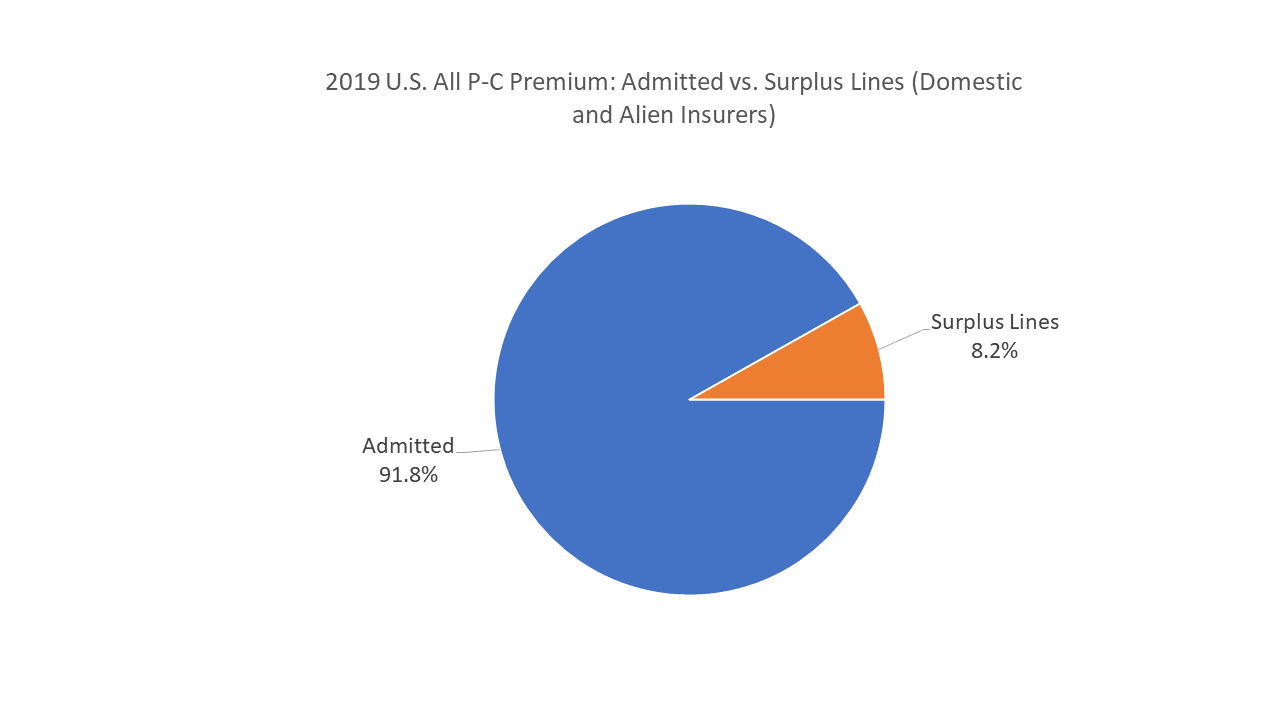 2019 U.S. All P-C Premium: Admitted vs. Surplus Lines (Domestic
and Alien Insurers)
Surplus Lines
8.2%
Admitted
91.8%